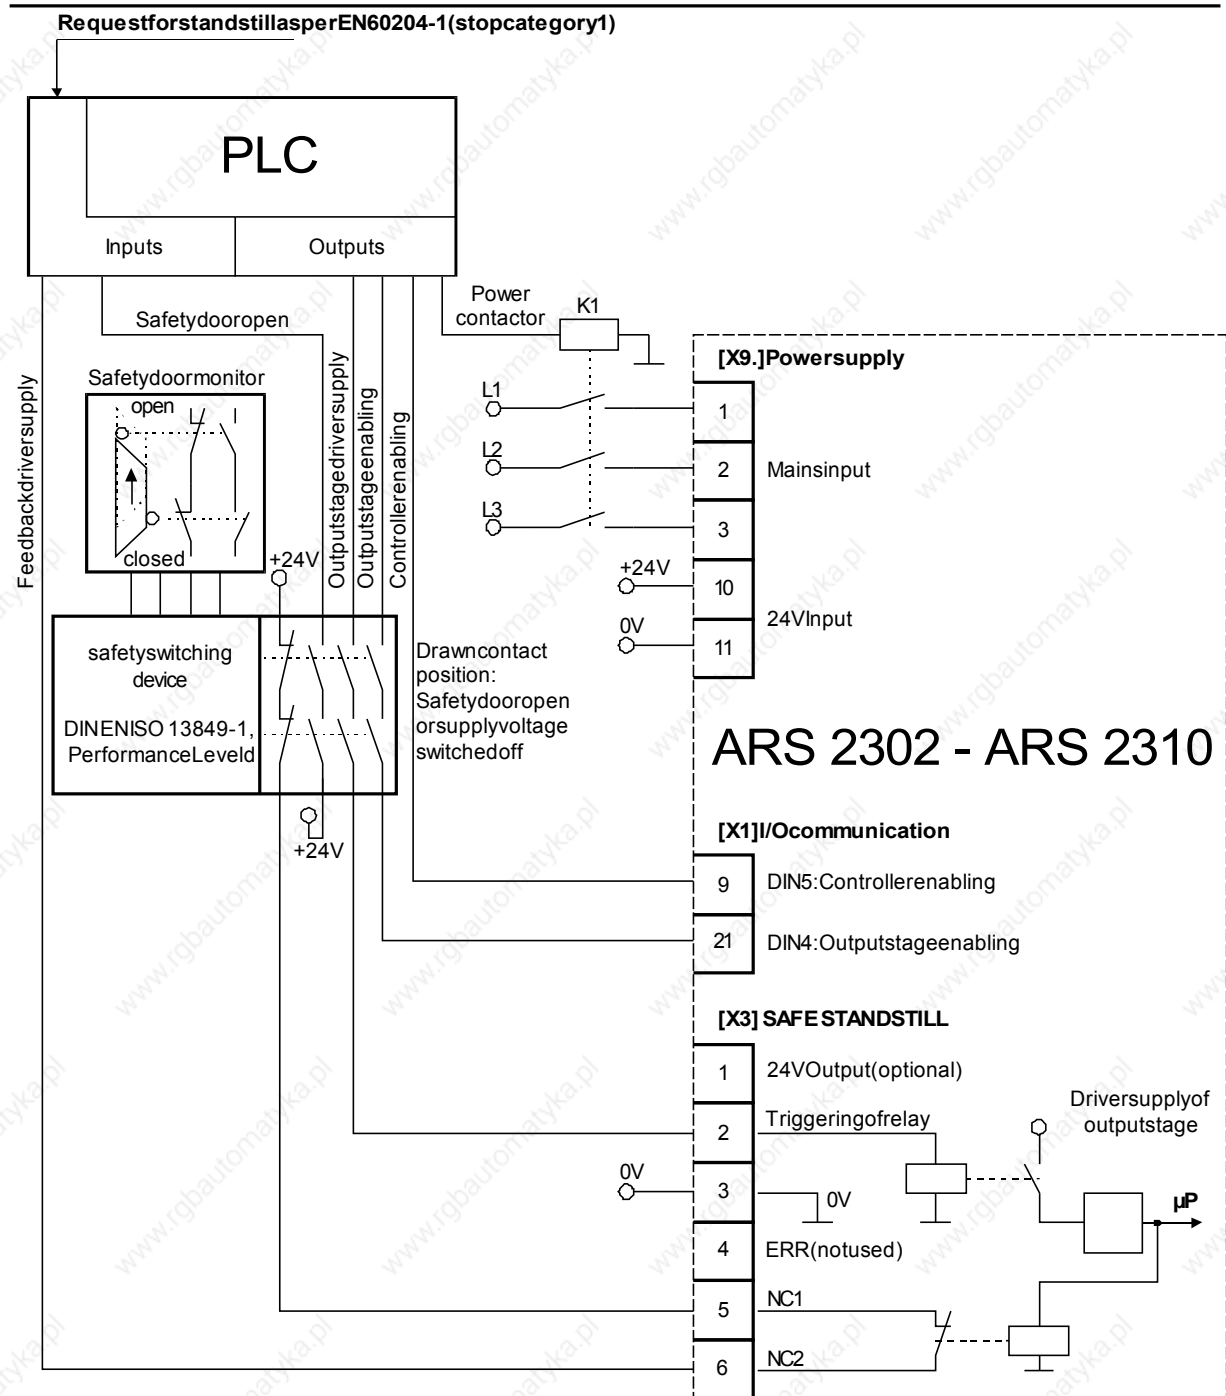 RequestforstandstillasperEN60204-1(stopcategory1)
PLC
Inputs
Outputs
Power
contactor
K1
Safetydooropen
[X9.]Powersupply
Safetydoormonitor
open
closed
Feedbackdriversupply
Outputstagedriversupply
Outputstageenabling
Controllerenabling
L1
1
L2
2
Mainsinput
L3
3
+24V
+24V
10
24VInput
0V
11
safetyswitching
device
DINENISO 13849-1,
PerformanceLeveld
Drawncontact
position:
Safetydooropen
orsupplyvoltage
switchedoff
ARS 2302 - ARS 2310
+24V
[X1]I/Ocommunication
9
DIN5:Controllerenabling
21
DIN4:Outputstageenabling
[X3] SAFE STANDSTILL
1
24VOutput(optional)
Driversupplyof
outputstage
2
Triggeringofrelay
0V
3
0V
µP
4
ERR(notused)
5
NC1
6
NC2
www.rgbautomatyka.pl